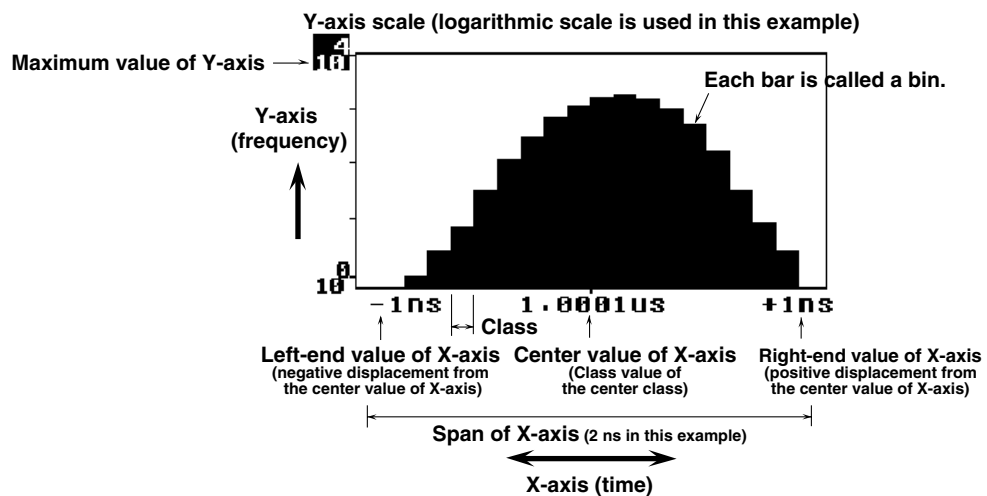 Y-axis scale (logarithmic scale is used in this example)
4
10
Maximum value of Y-axis
Each bar is called a bin.
Y-axis
(frequency)
0
10
-1ns
1.0001us
+1ns
Class
Left-end value of X-axis
(negative displacement from
the center value of X-axis)
Center value of X-axis
(Class value of
the center class)
Right-end value of X-axis
(positive displacement from
the center value of X-axis)
Span of X-axis (2 ns in this example)
X-axis (time)